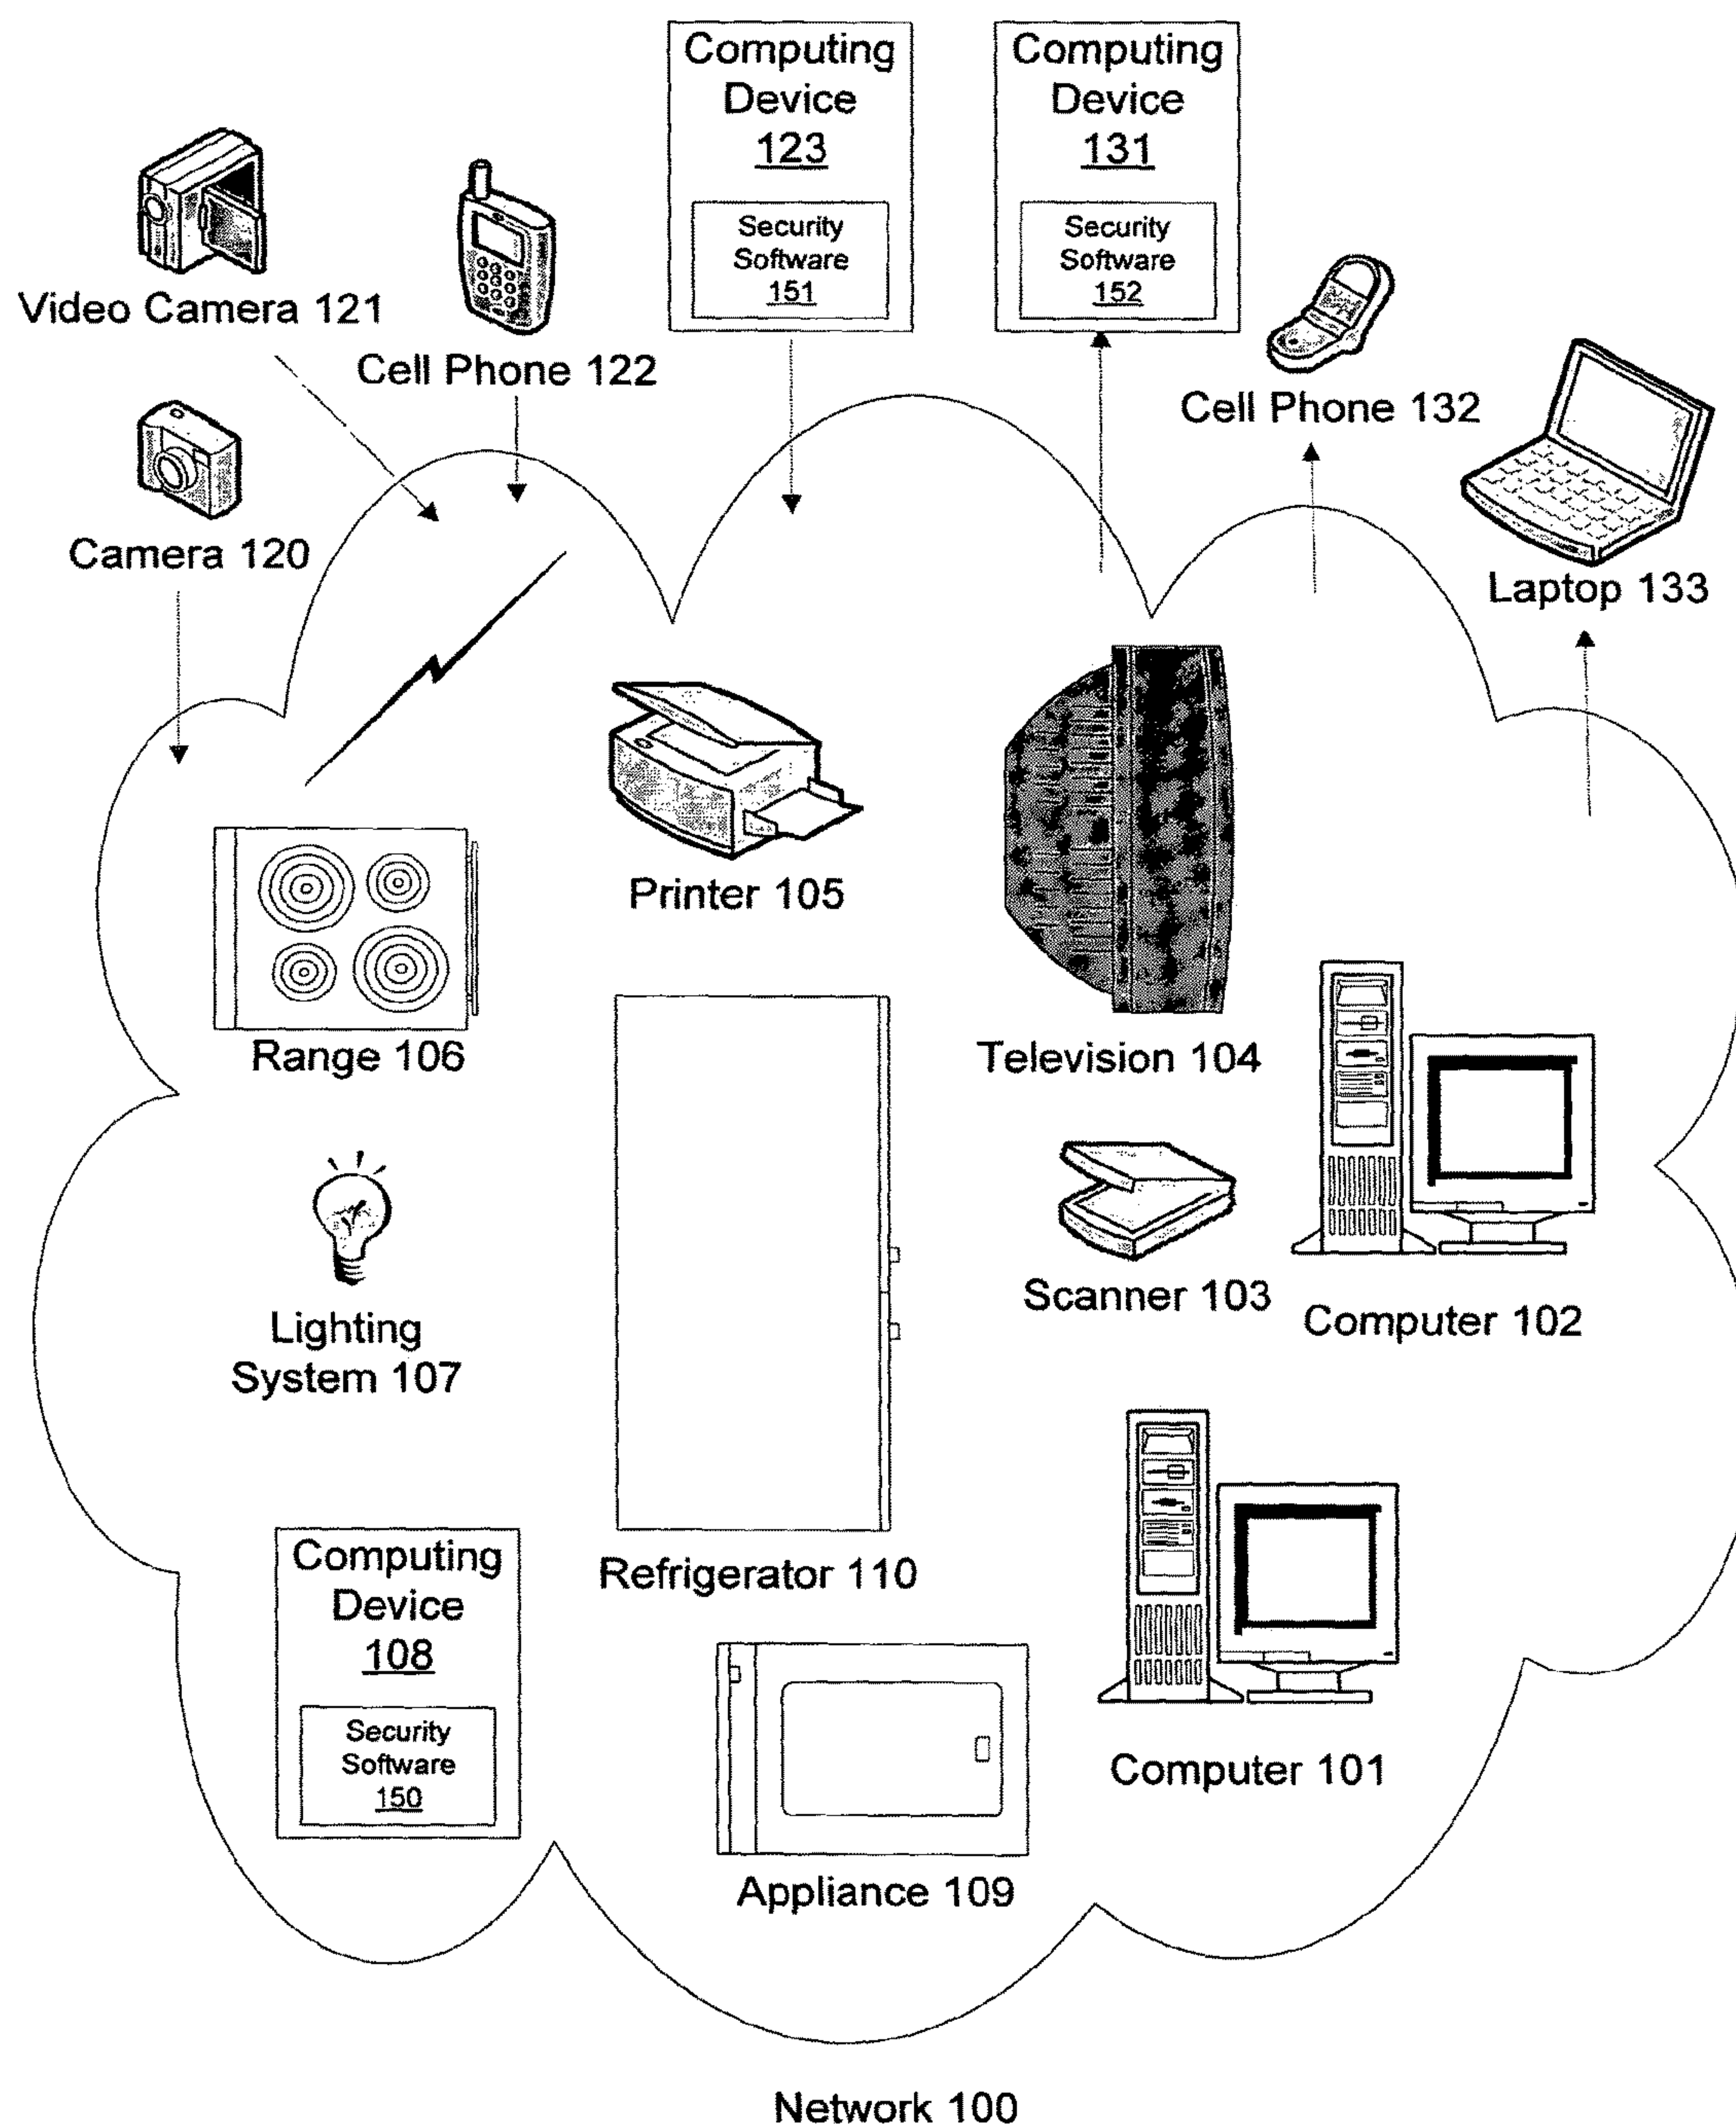 Computing
Device
123
Security
Software
151
Computing
Device
131
Security
Software
152
Video Camera 121
Cell Phone 122
Cell Phone 132
Camera 120
Laptop 133
Printer 105
Range 106
Television 104
Lighting
System 107
Scanner 103
Computer 102
Refrigerator 110
Computing
Device
108
Security
Software
150
Computer 101
Appliance 109
Network 100